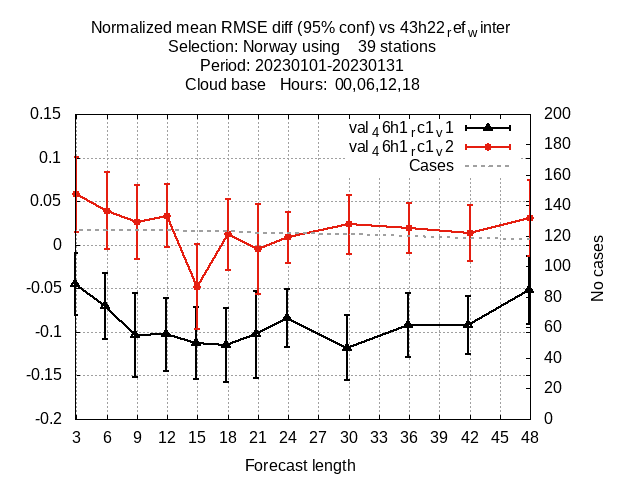 Normalized mean RMSE diff (95% conf) vs 43h22refwinter
Selection: Norway using 39 stations
Period: 20230101-20230131
Cloud base Hours: 00,06,12,18
0.15
0.1
0.05
0
-0.05
-0.1
-0.15
-0.2
200
180
160
140
120
100
80
60
40
20
0
val46h1rc1v1
val46h1rc1v2
Cases
No cases
3 6 9 12 15 18 21 24 27 30 33 36 39 42 45 48
Forecast length